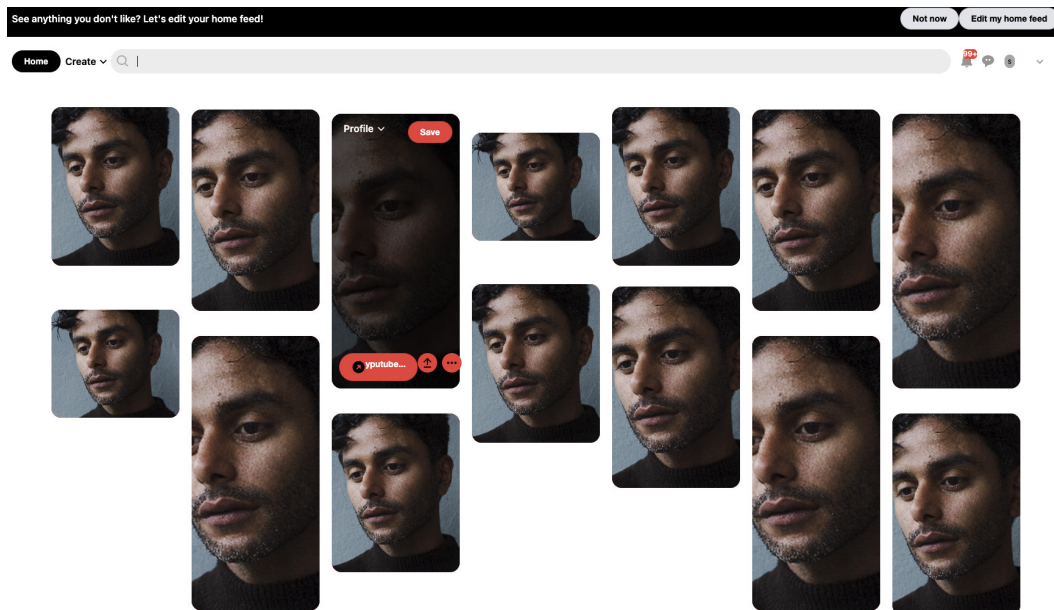 See anything you don't like? Let's edit your home feed!
Not now
Edit my home feed
Home
Create
99+
s
Profile
Save
yputube...